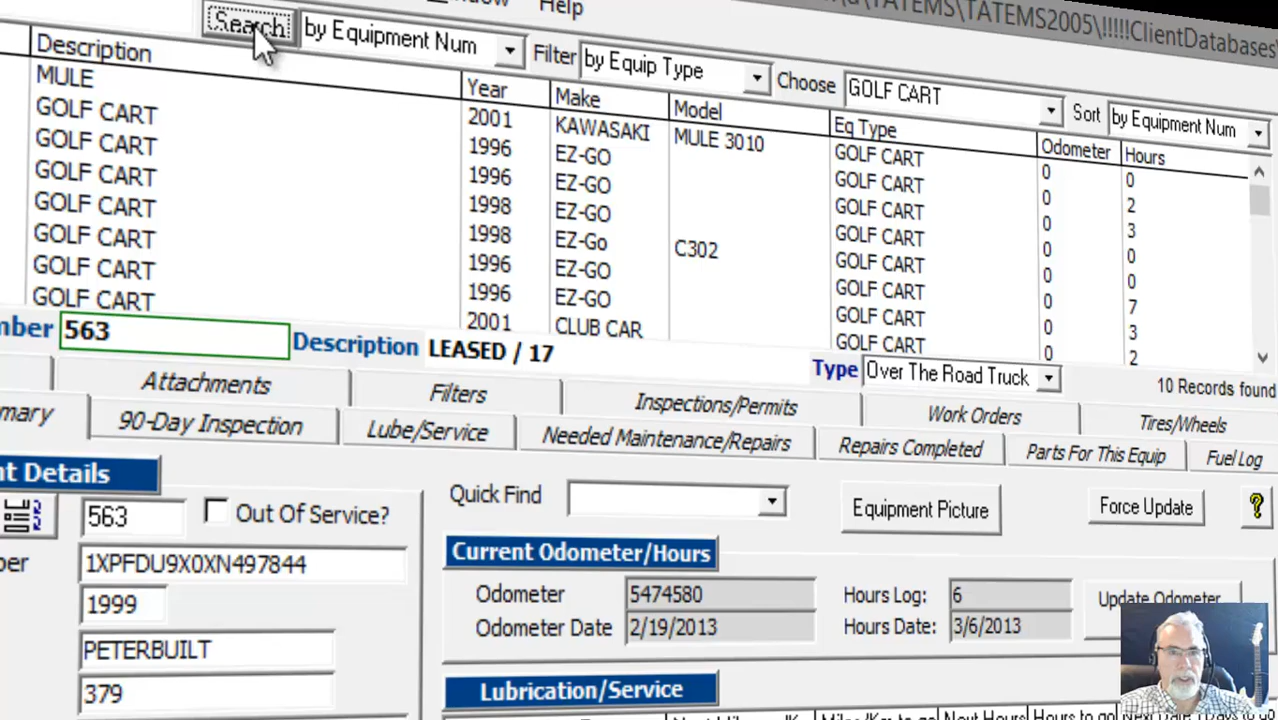 Help
\TATEMS\TATEMS2005\!!!!!ClientDatabases
Search by Equipment Num Filter by Equip Type Choose GOLF CART Sort by Equipment Num
Description Year Make Model Eq Type Odometer Hours
MULE 2001 KAWASAKI MULE 3010 GOLF CART 0 0
GOLF CART 1996 EZ-GO GOLF CART 0 2
GOLF CART 1996 EZ-GO GOLF CART 0 3
GOLF CART 1998 EZ-GO GOLF CART 0 0
GOLF CART 1998 EZ-Go C302 GOLF CART 0 0
GOLF CART 1996 EZ-GO GOLF CART 0 7
GOLF CART 1996 EZ-GO GOLF CART 0 3
GOLF CART 2001 CLUB CAR GOLF CART 0 2
mber 563 Description LEASED / 17 Type Over The Road Truck 10 Records found
Attachments Filters Inspections/Permits Work Orders Tires/Wheels
mary 90-Day Inspection Lube/Service Needed Maintenance/Repairs Repairs Completed Parts For This Equip Fuel Log
nt Details
563 Out Of Service? Quick Find Equipment Picture Force Update ?
ber 1XPFDU9X0XN497844
1999
PETERBUILT
379
Current Odometer/Hours
Odometer 5474580 Hours Log: 6 Update Odometer
Odometer Date 2/19/2013 Hours Date: 3/6/2013
Lubrication/Service